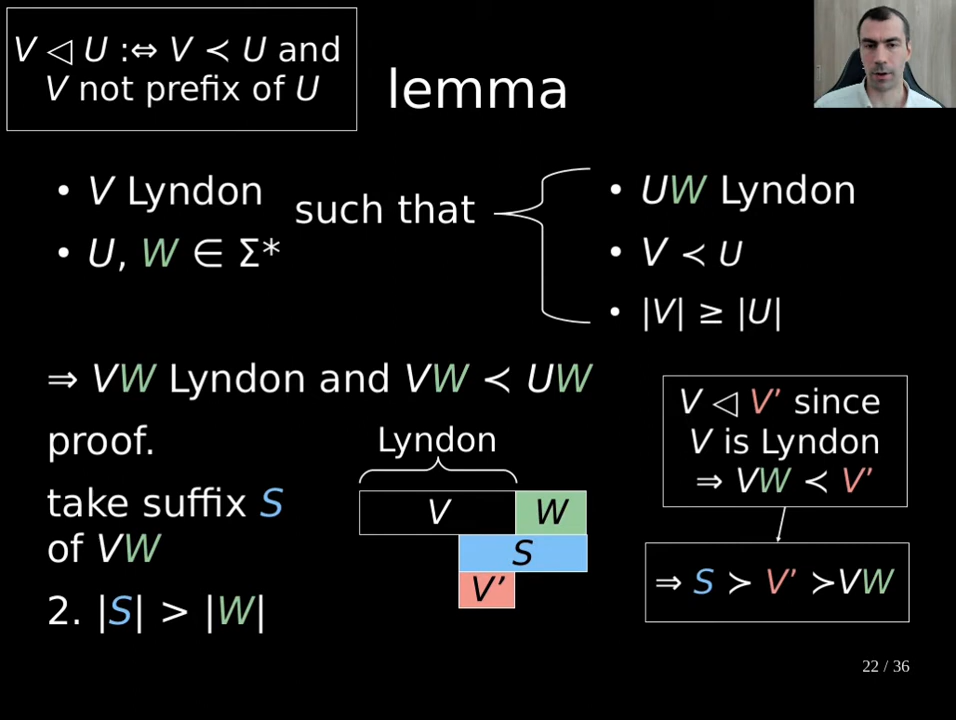 V ◁ U :⇔ V ≺ U and
V not prefix of U
lemma
• V Lyndon
• U, W ∈ Σ*
such that
• UW Lyndon
• V ≺ U
• |V| ≥ |U|
⇒ VW Lyndon and VW ≺ UW
proof.
take suffix S
of VW
2. |S| > |W|
Lyndon
V W
S
V’
V ◁ V’ since
V is Lyndon
⇒ VW ≺ V’
⇒ S ≻ V’ ≻VW
22 / 36